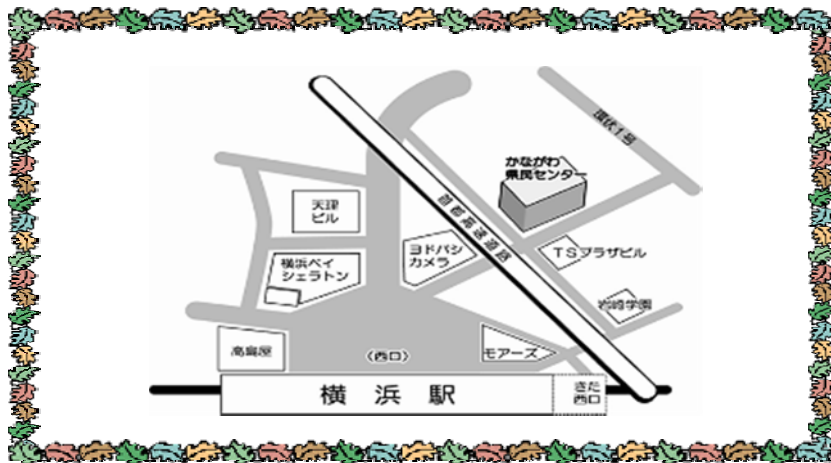 環状1号
かながわ
県民センター
天理
ビル
首都高速道路
ヨドバシ
カメラ
TSプラザビル
横浜ベイ
シェラトン
岩崎学園
高島屋
(西口)
モアーズ
横浜駅
きた
西口